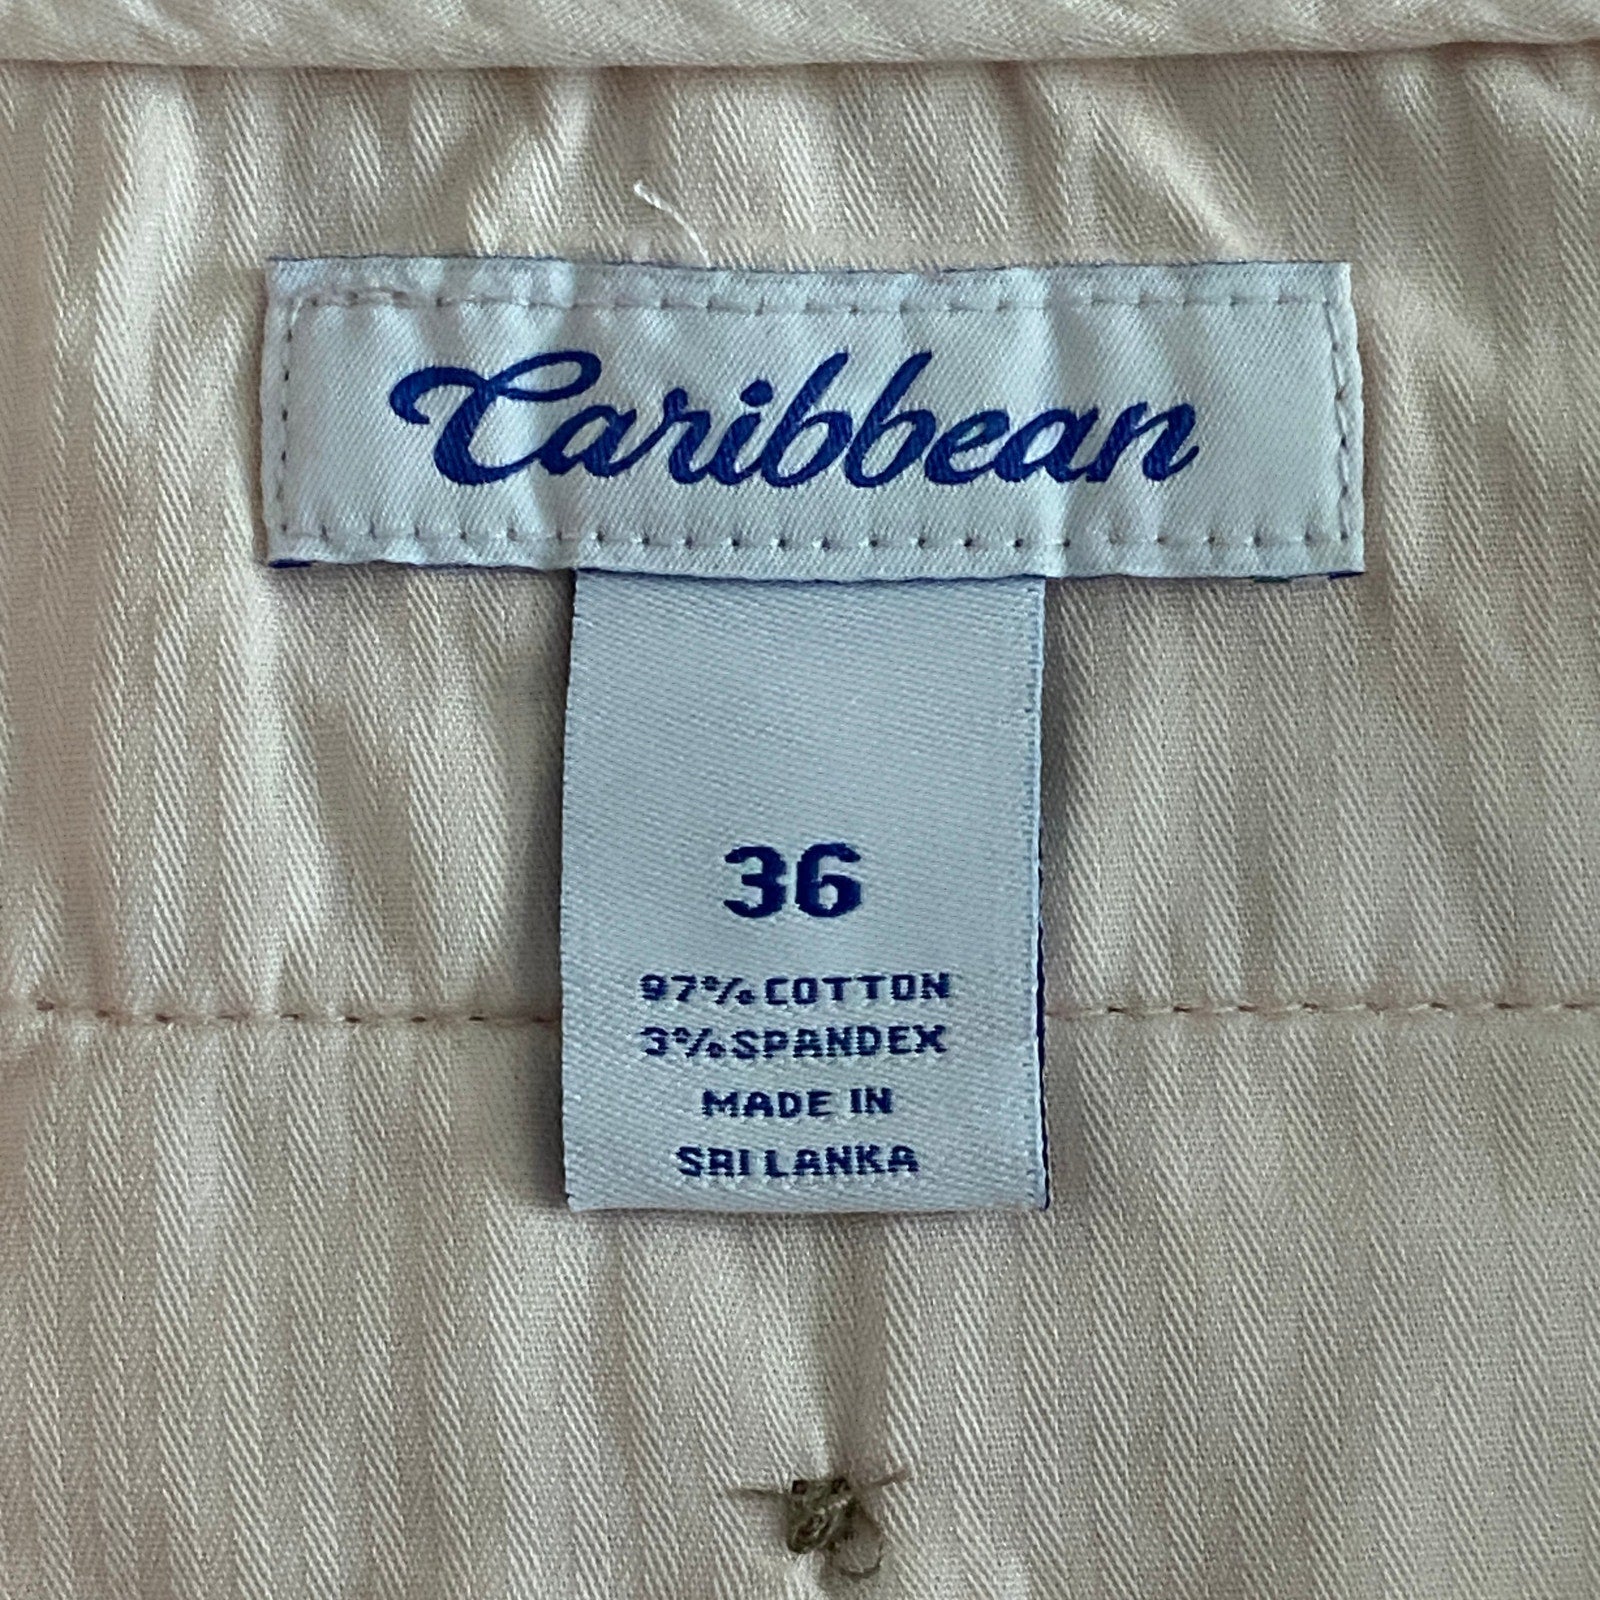 Caribbean
36
97% COTTON
3% SPANDEX
MADE IN
SRI LANKA